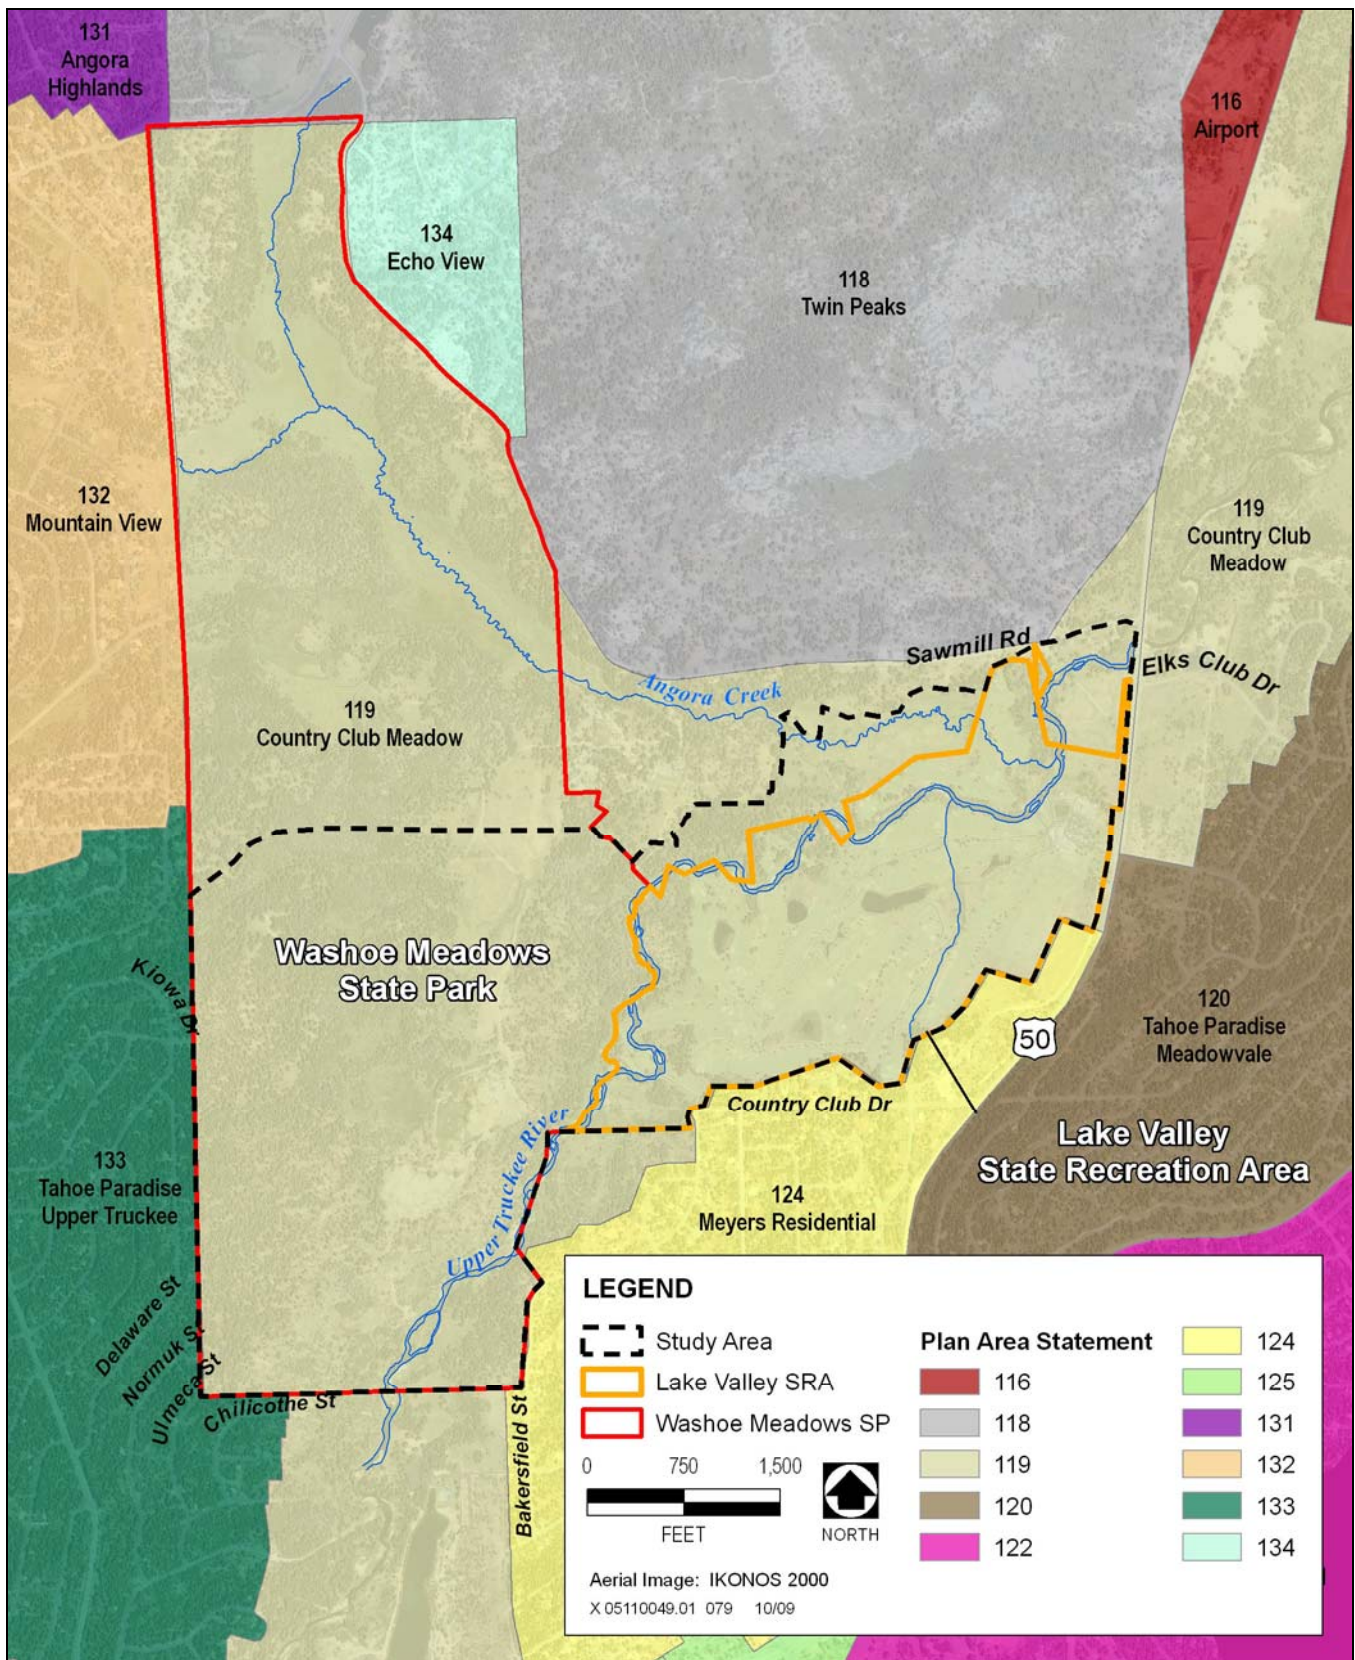 131
Angora
Highlands
116
Airport
134
Echo View
118
Twin Peaks
132
Mountain View
119
Country Club
Meadow
Sawmill Rd
Elks Club Dr
Angora Creek
119
Country Club Meadow
Washoe Meadows
State Park
Kiowa Dr
120
Tahoe Paradise
Meadowvale
50
Country Club Dr
Lake Valley
State Recreation Area
Upper Truckee River
133
Tahoe Paradise
Upper Truckee
124
Meyers Residential
Delaware St
Normuk St
Ulmeca St
Chilicothe St
Bakersfield St
LEGEND
Study Area
Lake Valley SRA
Washoe Meadows SP
0 750 1,500
FEET
NORTH
Aerial Image: IKONOS 2000
X 05110049.01 079 10/09
Plan Area Statement
116
118
119
120
122
124
125
131
132
133
134